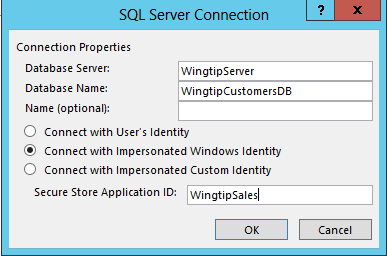 SQL Server Connection
? x
Connection Properties
Database Server: WingtipServer
Database Name: WingtipCustomersDB
Name (optional):
Connect with User's Identity
Connect with Impersonated Windows Identity
Connect with Impersonated Custom Identity
Secure Store Application ID: WingtipSales
OK Cancel